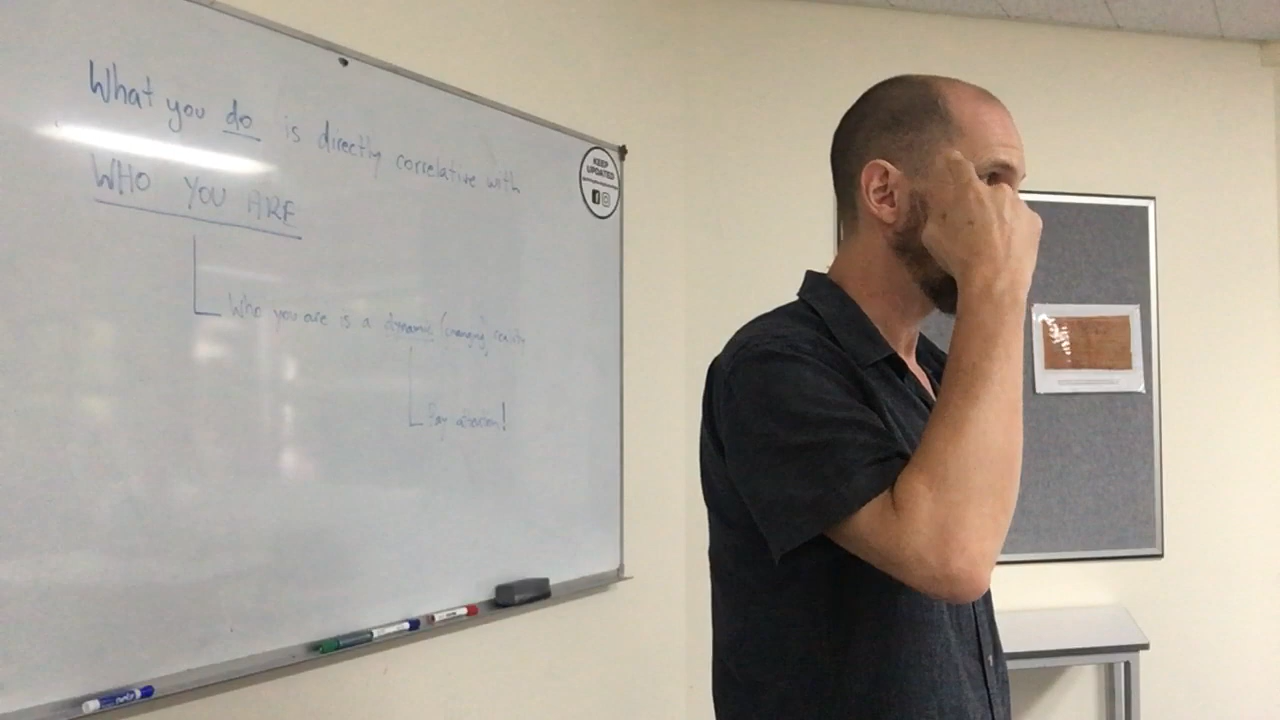 What you do is directly correlative with
WHO YOU ARE
Who you are is a dynamic (changing) reality
Pay attention!
KEEP
UPDATED